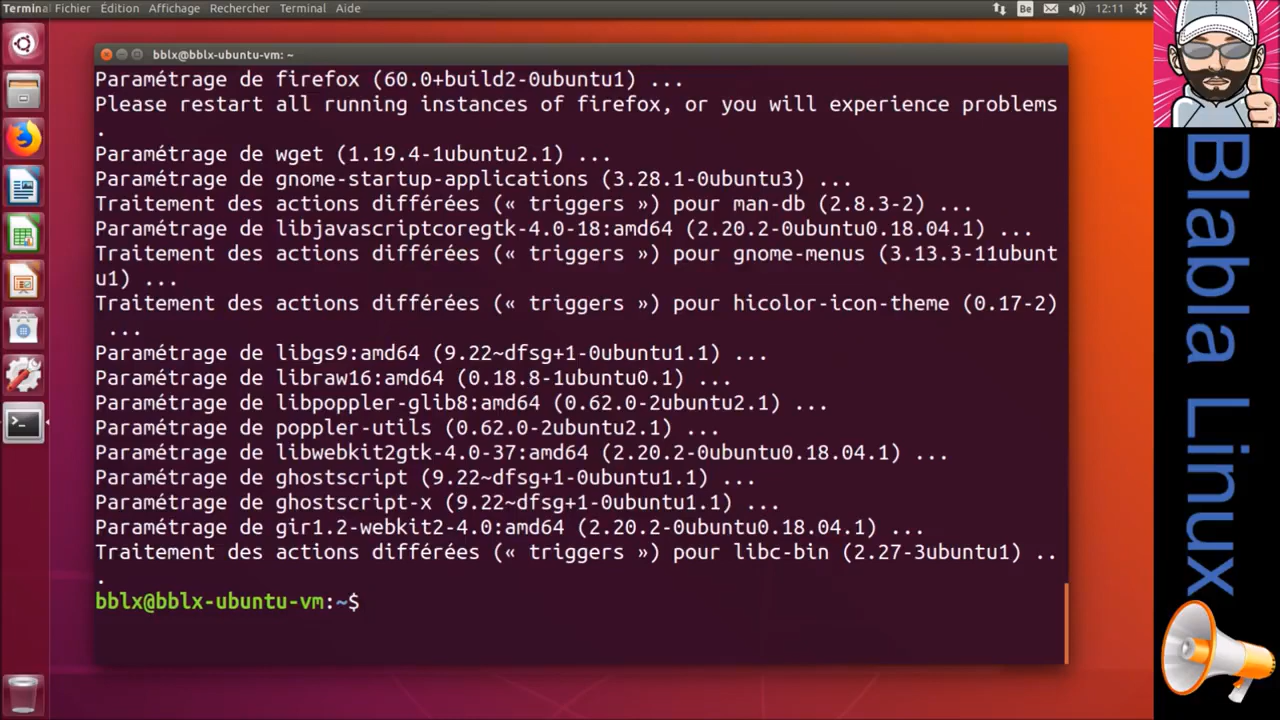 Terminal Fichier Édition Affichage Rechercher Terminal Aide
Be 12:11
bblx@bblx-ubuntu-vm: ~
Paramétrage de firefox (60.0+build2-0ubuntu1) ...
Please restart all running instances of firefox, or you will experience problems
.
Paramétrage de wget (1.19.4-1ubuntu2.1) ...
Paramétrage de gnome-startup-applications (3.28.1-0ubuntu3) ...
Traitement des actions différées (« triggers ») pour man-db (2.8.3-2) ...
Paramétrage de libjavascriptcoregtk-4.0-18:amd64 (2.20.2-0ubuntu0.18.04.1) ...
Traitement des actions différées (« triggers ») pour gnome-menus (3.13.3-11ubunt
u1) ...
Traitement des actions différées (« triggers ») pour hicolor-icon-theme (0.17-2)
 ...
Paramétrage de libgs9:amd64 (9.22~dfsg+1-0ubuntu1.1) ...
Paramétrage de libraw16:amd64 (0.18.8-1ubuntu0.1) ...
Paramétrage de libpoppler-glib8:amd64 (0.62.0-2ubuntu2.1) ...
Paramétrage de poppler-utils (0.62.0-2ubuntu2.1) ...
Paramétrage de libwebkit2gtk-4.0-37:amd64 (2.20.2-0ubuntu0.18.04.1) ...
Paramétrage de ghostscript (9.22~dfsg+1-0ubuntu1.1) ...
Paramétrage de ghostscript-x (9.22~dfsg+1-0ubuntu1.1) ...
Paramétrage de gir1.2-webkit2-4.0:amd64 (2.20.2-0ubuntu0.18.04.1) ...
Traitement des actions différées (« triggers ») pour libc-bin (2.27-3ubuntu1) ..
.
bblx@bblx-ubuntu-vm:~$
Blabla Linux